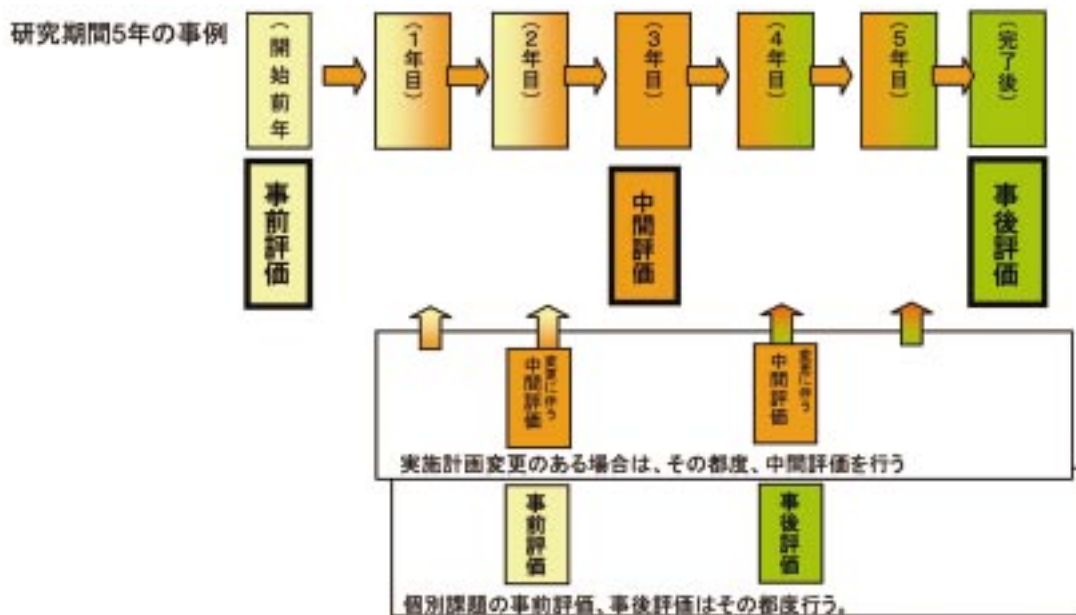 研究期間5年の事例
(開始前年)
(1年目)
(2年目)
(3年目)
(4年目)
(5年目)
(完了後)
事前評価
中間評価
事後評価
変更に伴う
中間評価
変更に伴う
中間評価
実施計画変更のある場合は、その都度、中間評価を行う
事前評価
事後評価
個別課題の事前評価、事後評価はその都度行う。